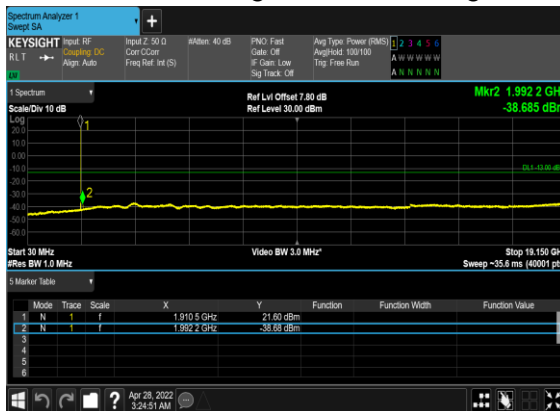 Spectrum Analyzer 1
Swept SA
+
KEYSIGHT Input: RF Input Z: 50 Ω #Atten: 40 dB PNO: Fast Avg Type: Power (RMS) 1 2 3 4 5 6
RLT Coupling: DC Corr CCorr Gate: Off Avg|Hold: 100/100 A W W W W W
Align: Auto Freq Ref: Int (S) IF Gain: Low Trig: Free Run
Sig Track: Off A N N N N N
1 Spectrum Ref Lvl Offset 7.80 dB Mkr2 1.992 2 GH
Scale/Div 10 dB Ref Level 30.00 dBm -38.685 dBr
Log
20.0
10.0
0.00
-10.0
-20.0
-30.0
-40.0
-50.0
-60.0
1
2
DL1 -13.00 dB
Start 30 MHz Video BW 3.0 MHz* Stop 19.150 GH
#Res BW 1.0 MHz Sweep ~35.6 ms (40001 pt
5 Marker Table
Mode Trace Scale X Y Function Function Width Function Value
1 N 1 f 1.910 5 GHz 21.60 dBm
2 N 1 f 1.992 2 GHz -38.68 dBm
3
4
5
6
? Apr 28, 2022
3:24:51 AM